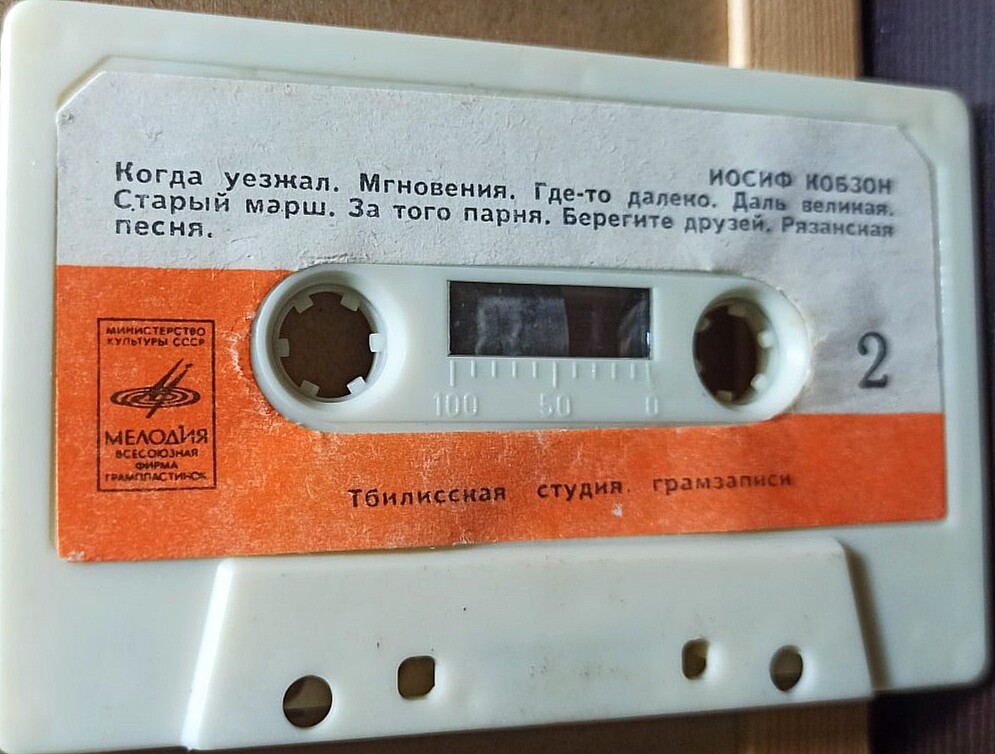 ИОСИФ КОБЗОН
Когда уезжал. Мгновения. Где-то далеко. Даль великая.
Старый марш. За того парня. Берегите друзей. Рязанская
песня.
МИНИСТЕРСТВО
КУЛЬТУРЫ СССР
МЕЛОДИЯ
ВСЕСОЮЗНАЯ
ФИРМА
ГРАМПЛАСТИНОК
100 50 0
2
Тбилисская студия грамзаписи